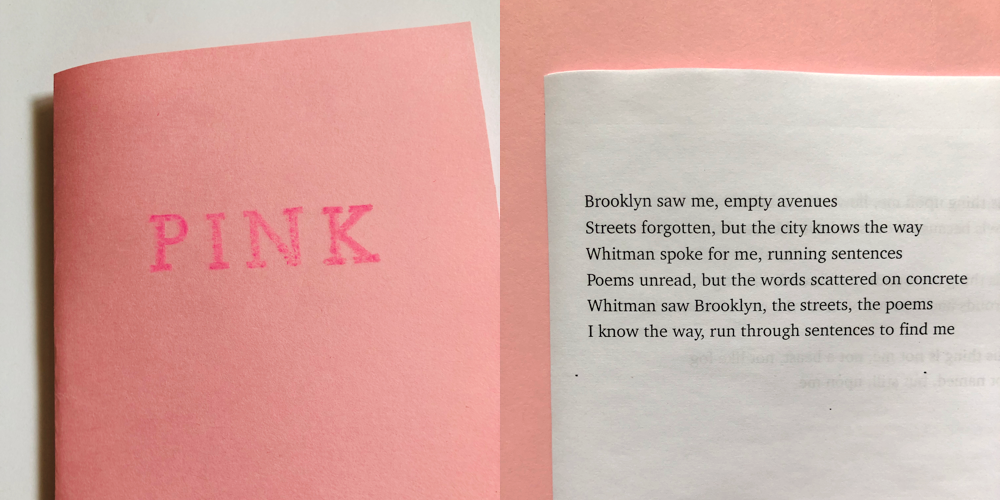 PINK
Brooklyn saw me, empty avenues
Streets forgotten, but the city knows the way
Whitman spoke for me, running sentences
Poems unread, but the words scattered on concrete
Whitman saw Brooklyn, the streets, the poems
I know the way, run through sentences to find me